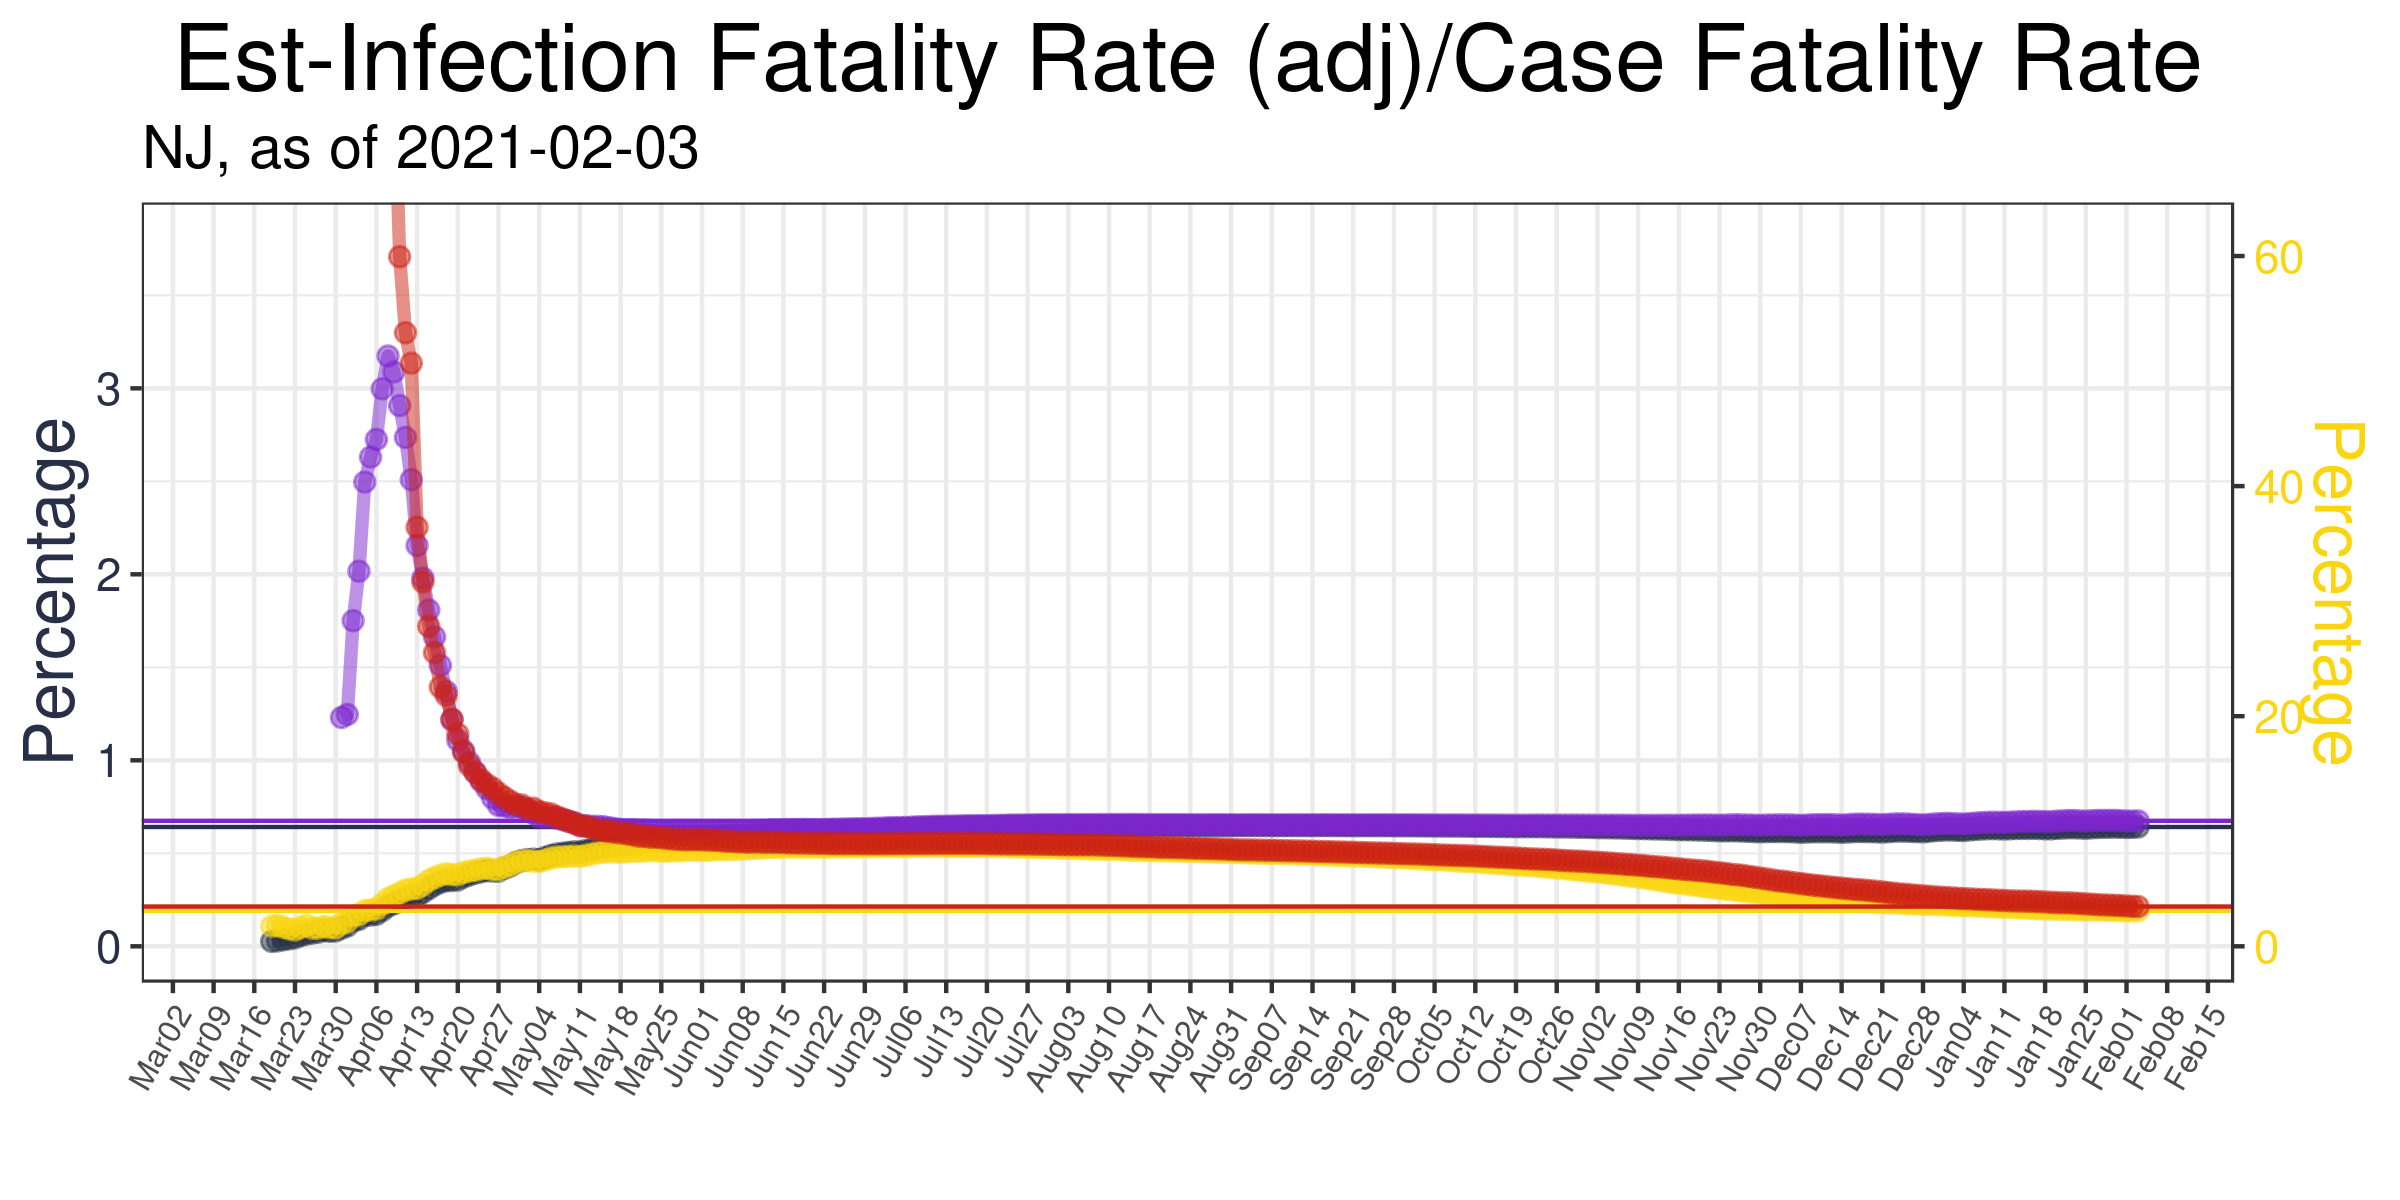 Est-Infection Fatality Rate (adj)/Case Fatality Rate
NJ, as of 2021-02-03
Percentage
3
2
1
0
60
40
20
0
Percentage
Mar02
Mar09
Mar16
Mar23
Mar30
Apr06
Apr13
Apr20
Apr27
May04
May11
May18
May25
Jun01
Jun08
Jun15
Jun22
Jun29
Jul06
Jul13
Jul20
Jul27
Aug03
Aug10
Aug17
Aug24
Aug31
Sep07
Sep14
Sep21
Sep28
Oct05
Oct12
Oct19
Oct26
Nov02
Nov09
Nov16
Nov23
Nov30
Dec07
Dec14
Dec21
Dec28
Jan04
Jan11
Jan18
Jan25
Feb01
Feb08
Feb15